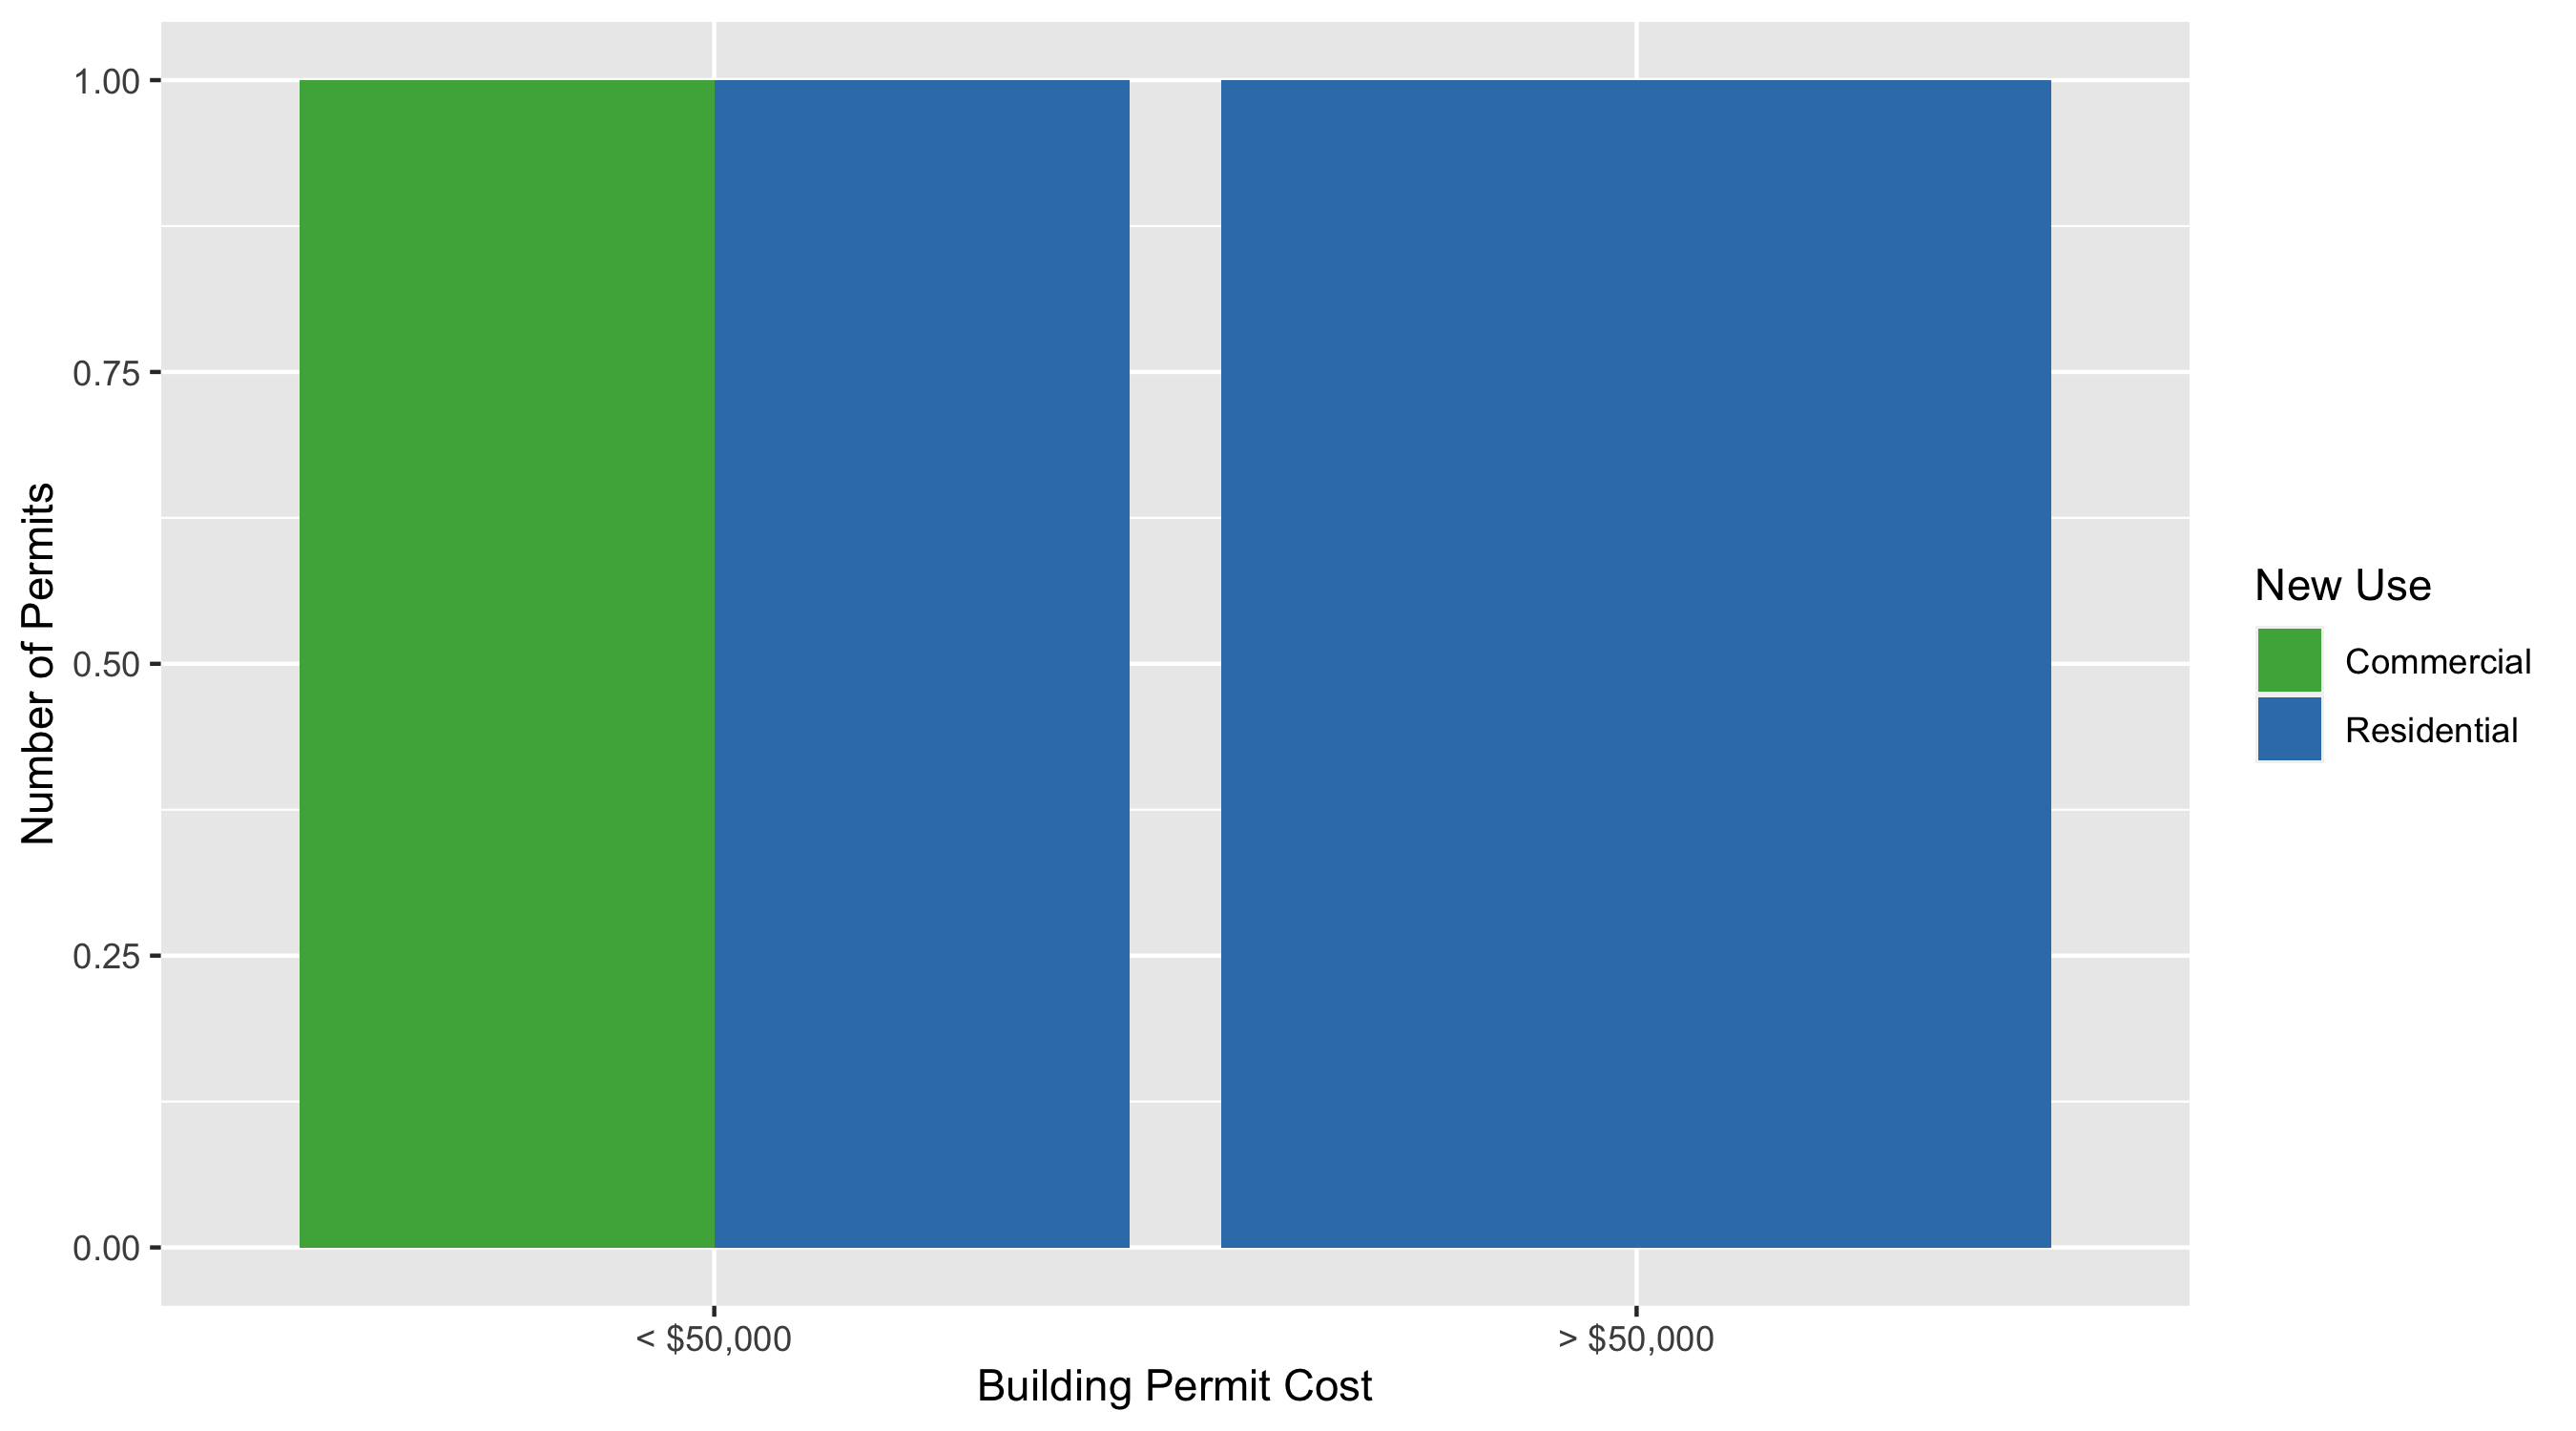 1.00
0.75
0.50
0.25
0.00
Number of Permits
< $50,000
> $50,000
Building Permit Cost
New Use
Commercial
Residential